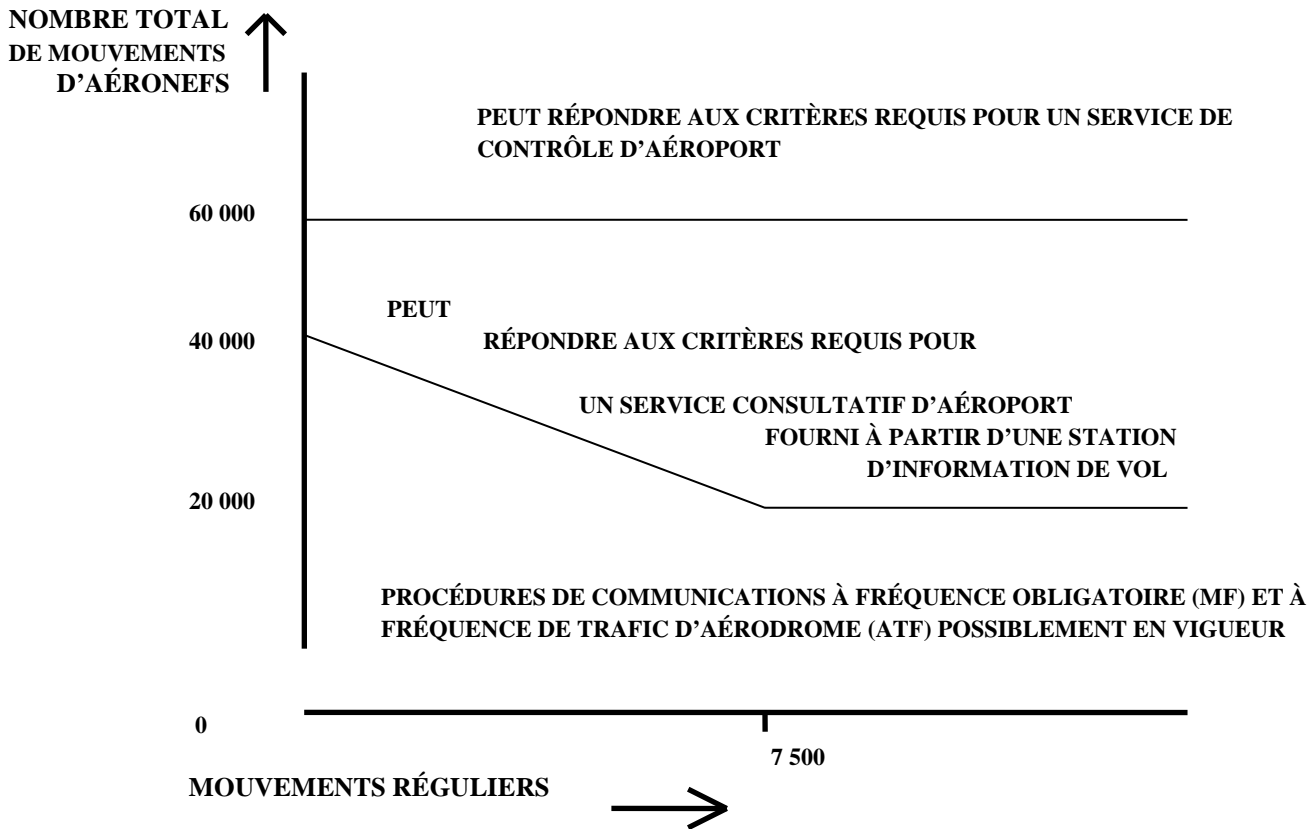 NOMBRE TOTAL
DE MOUVEMENTS
D’AÉRONEFS
PEUT RÉPONDRE AUX CRITÈRES REQUIS POUR UN SERVICE DE
CONTRÔLE D’AÉROPORT
60 000
PEUT
40 000
RÉPONDRE AUX CRITÈRES REQUIS POUR
UN SERVICE CONSULTATIF D’AÉROPORT
FOURNI À PARTIR D’UNE STATION
D’INFORMATION DE VOL
20 000
PROCÉDURES DE COMMUNICATIONS À FRÉQUENCE OBLIGATOIRE (MF) ET À
FRÉQUENCE DE TRAFIC D’AÉRODROME (ATF) POSSIBLEMENT EN VIGUEUR
0
7 500
MOUVEMENTS RÉGULIERS